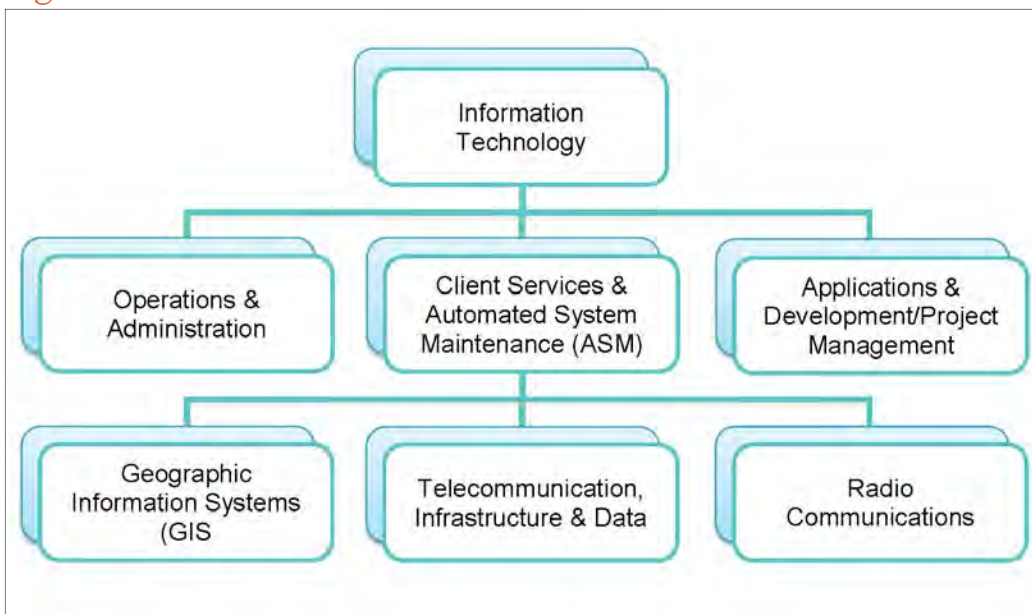 Information
Technology
Operations &
Administration
Client Services &
Automated System
Maintenance (ASM)
Applications &
Development/Project
Management
Geographic
Information Systems
(GIS
Telecommunication,
Infrastructure & Data
Radio
Communications